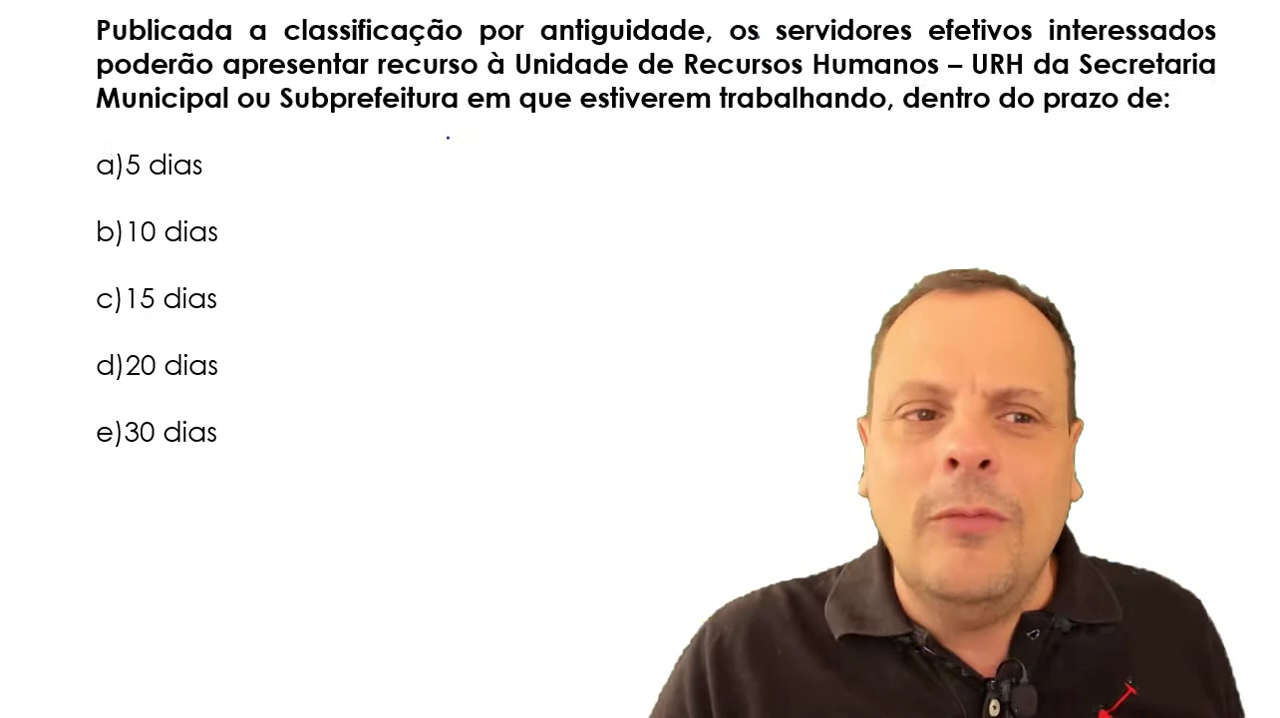 Publicada a classificação por antiguidade, os servidores efetivos interessados
poderão apresentar recurso à Unidade de Recursos Humanos – URH da Secretaria
Municipal ou Subprefeitura em que estiverem trabalhando, dentro do prazo de:
a)5 dias
b)10 dias
c)15 dias
d)20 dias
e)30 dias